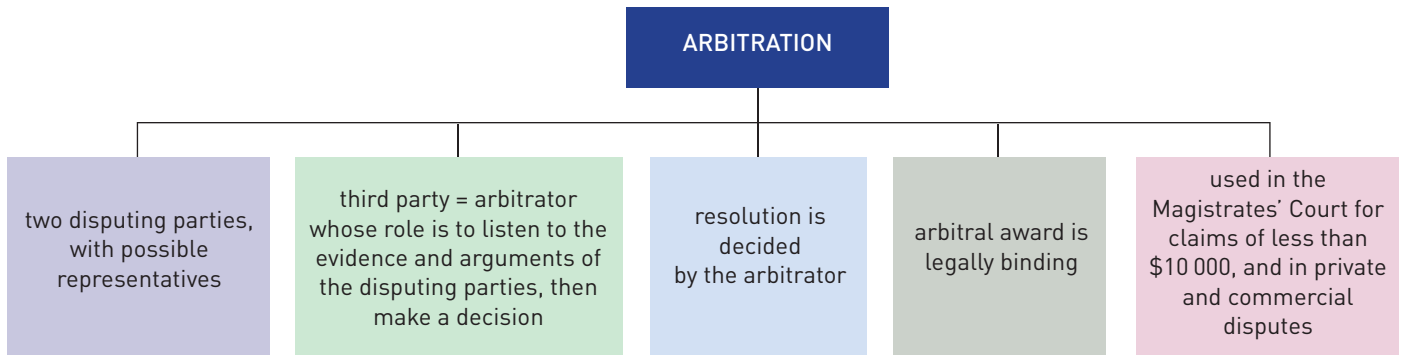 ARBITRATION
two disputing parties,
with possible
representatives
third party = arbitrator
whose role is to listen to the
evidence and arguments of
the disputing parties, then
make a decision
resolution is
decided
by the arbitrator
arbitral award is
legally binding
used in the
Magistrates’ Court for
claims of less than
$10 000, and in private
and commercial
disputes